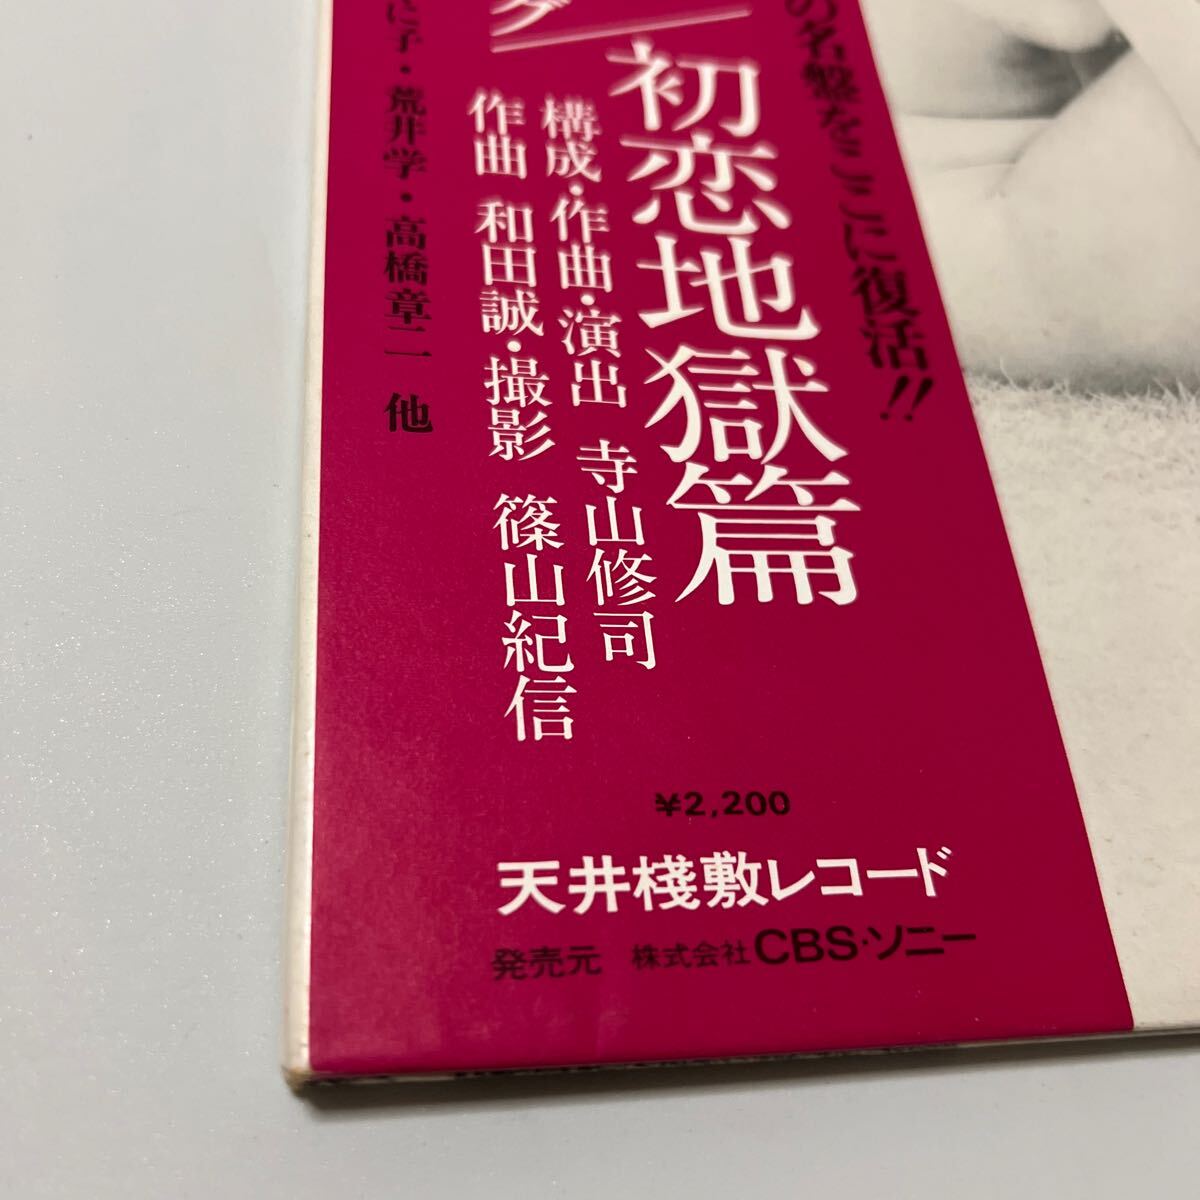 の名盤をここに復活!!
グ／初恋地獄篇
構成・作曲・演出 寺山修司
作曲 和田誠・撮影 篠山紀信
に子・荒井学・高橋章二 他
¥2,200
天井棧敷レコード
発売元 株式会社CBS・ソニー